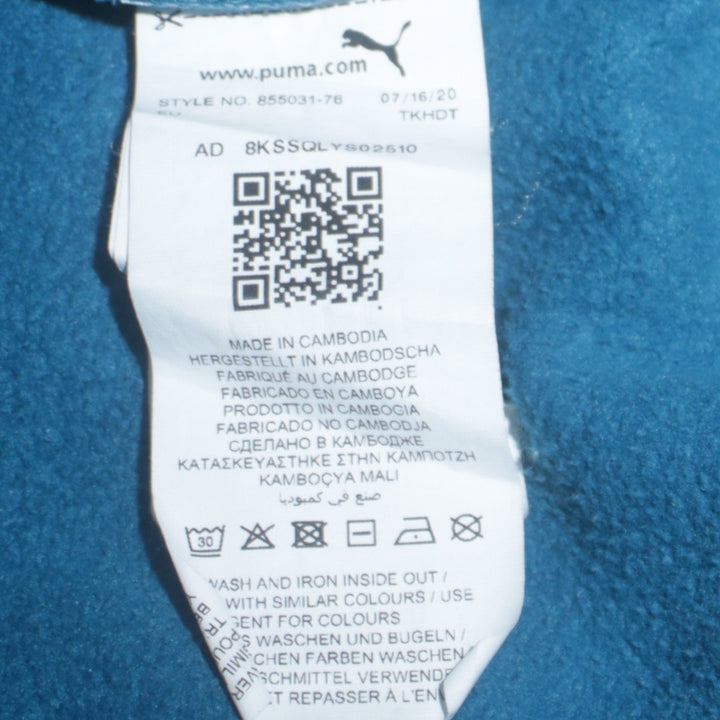 www.puma.com
STYLE NO. 855031-76 07/16/20
TKHDT
AD 8KSSQLYS02510
MADE IN CAMBODIA
HERGESTELLT IN KAMBODSCHA
FABRIQUÉ AU CAMBODGE
FABRICADO EN CAMBOYA
PRODOTTO IN CAMBOGIA
FABRICADO NO CAMBODJA
СДЕЛАНО В КАМБОДЖЕ
ΚΑΤΑΣΚΕΥΑΣΤΗΚΕ ΣΤΗΝ ΚΑΜΠΟΤΖΗ
KAMBOÇYA MALI
صنع في كمبوديا
30
WASH AND IRON INSIDE OUT /
WITH SIMILAR COLOURS / USE
GENT FOR COLOURS
S WASCHEN UND BÜGELN /
CHEN FARBEN WASCHEN
SCHMITTEL VERWENDE
ET REPASSER À L'EN